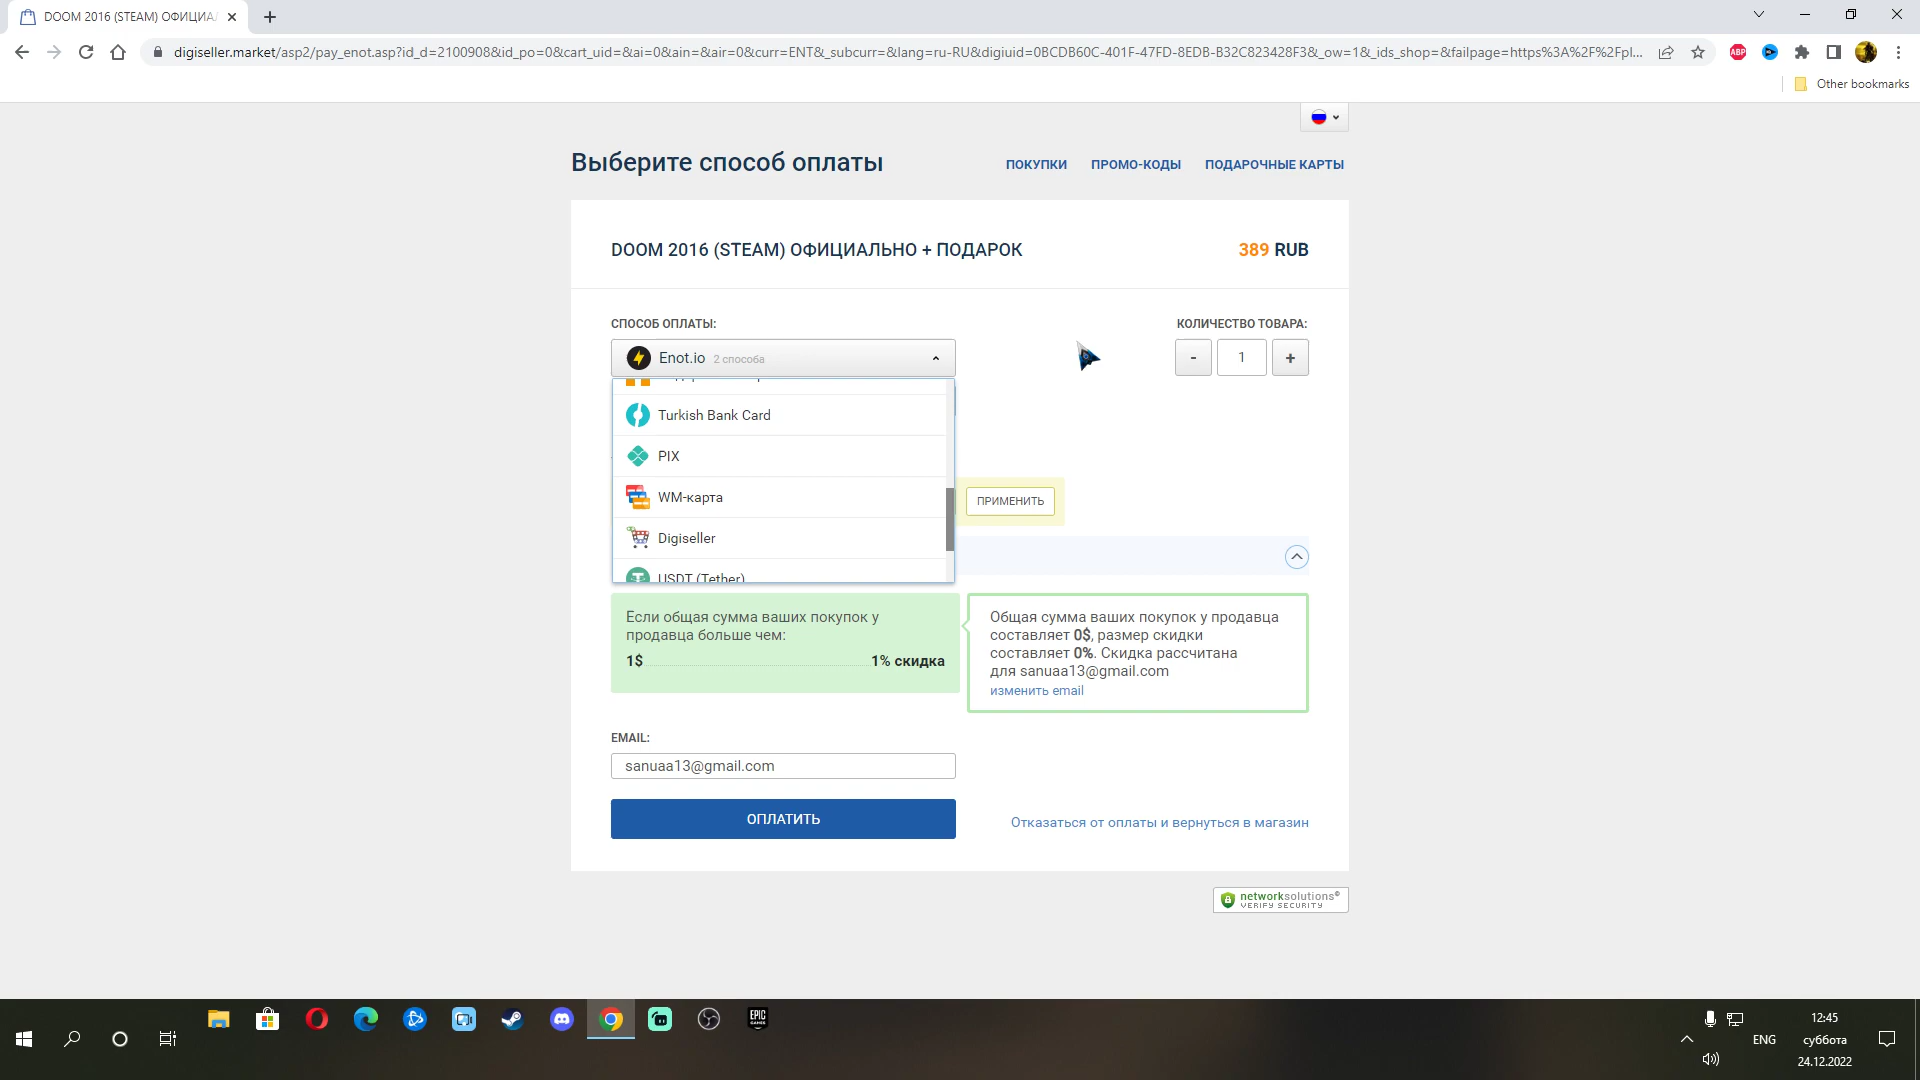 DOOM 2016 (STEAM) ОФИЦИАЛ
digiseller.market/asp2/pay_enot.asp?id_d=2100908&id_po=0&cart_uid=&ai=0&ain=&air=0&curr=ENT&_subcurr=&lang=ru-RU&digiuid=0BCDB60C-401F-47FD-8EDB-B32C823428F3&_ow=1&_ids_shop=&failpage=https%3A%2F%2Fpl...
ABP
Other bookmarks
Выберите способ оплаты
ПОКУПКИ ПРОМО-КОДЫ ПОДАРОЧНЫЕ КАРТЫ
DOOM 2016 (STEAM) ОФИЦИАЛЬНО + ПОДАРОК
389 RUB
СПОСОБ ОПЛАТЫ:
КОЛИЧЕСТВО ТОВАРА:
Enot.io 2 способа
- 1 +
Turkish Bank Card
PIX
WM-карта
ПРИМЕНИТЬ
Digiseller
USDT (Tether)
Если общая сумма ваших покупок у
продавца больше чем:
1$ 1% скидка
Общая сумма ваших покупок у продавца
составляет 0$, размер скидки
составляет 0%. Скидка рассчитана
для sanuaa13@gmail.com
изменить email
EMAIL:
sanuaa13@gmail.com
ОПЛАТИТЬ
Отказаться от оплаты и вернуться в магазин
networksolutions
VERIFY SECURITY
EPIC
GAMES
ENG
12:45
суббота
24.12.2022